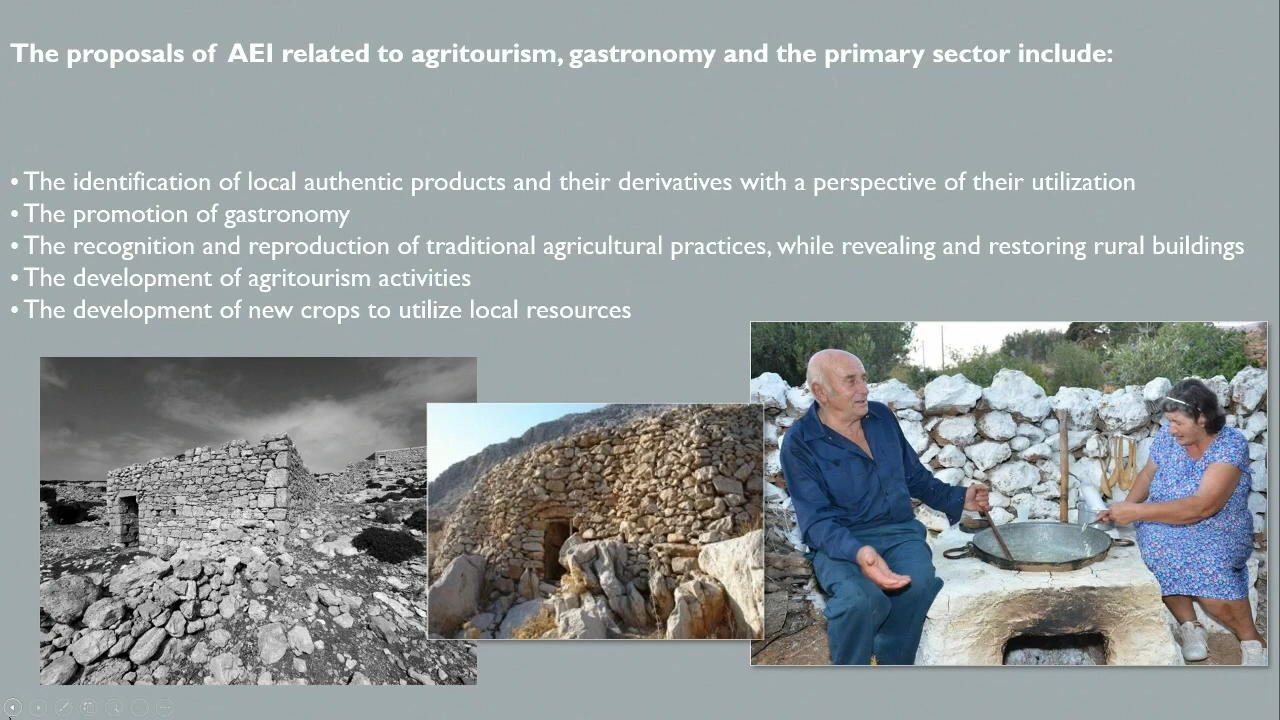 The proposals of AEI related to agritourism, gastronomy and the primary sector include:
• The identification of local authentic products and their derivatives with a perspective of their utilization
• The promotion of gastronomy
• The recognition and reproduction of traditional agricultural practices, while revealing and restoring rural buildings
• The development of agritourism activities
• The development of new crops to utilize local resources